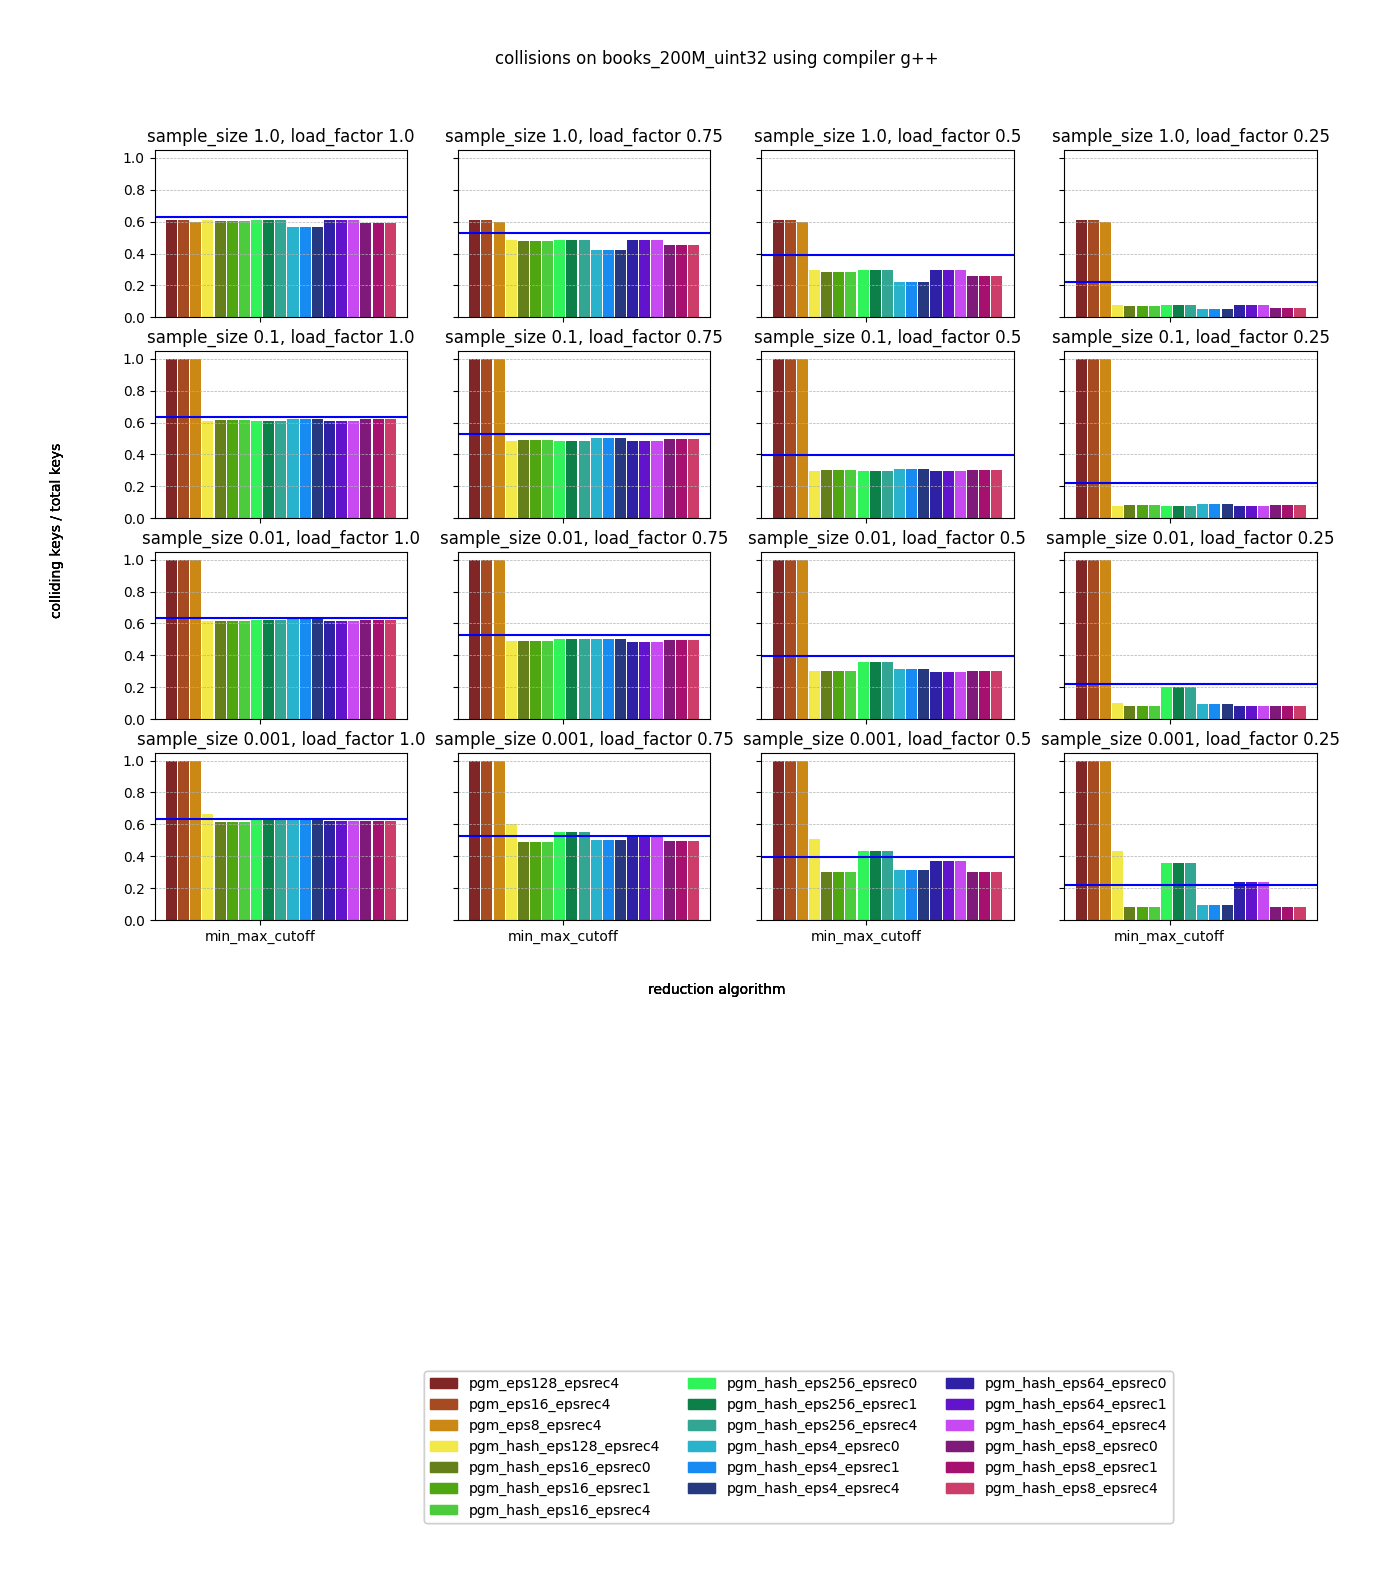 collisions on books_200M_uint32 using compiler g++
sample_size 1.0, load_factor 1.0
sample_size 1.0, load_factor 0.75
sample_size 1.0, load_factor 0.5
sample_size 1.0, load_factor 0.25
1.0
0.8
0.6
0.4
0.2
0.0
sample_size 0.1, load_factor 1.0
sample_size 0.1, load_factor 0.75
sample_size 0.1, load_factor 0.5
sample_size 0.1, load_factor 0.25
1.0
0.8
0.6
0.4
0.2
0.0
colliding keys / total keys
sample_size 0.01, load_factor 1.0
sample_size 0.01, load_factor 0.75
sample_size 0.01, load_factor 0.5
sample_size 0.01, load_factor 0.25
1.0
0.8
0.6
0.4
0.2
0.0
sample_size 0.001, load_factor 1.0
sample_size 0.001, load_factor 0.75
sample_size 0.001, load_factor 0.5
sample_size 0.001, load_factor 0.25
1.0
0.8
0.6
0.4
0.2
0.0
min_max_cutoff
min_max_cutoff
min_max_cutoff
min_max_cutoff
reduction algorithm
pgm_eps128_epsrec4
pgm_eps16_epsrec4
pgm_eps8_epsrec4
pgm_hash_eps128_epsrec4
pgm_hash_eps16_epsrec0
pgm_hash_eps16_epsrec1
pgm_hash_eps16_epsrec4
pgm_hash_eps256_epsrec0
pgm_hash_eps256_epsrec1
pgm_hash_eps256_epsrec4
pgm_hash_eps4_epsrec0
pgm_hash_eps4_epsrec1
pgm_hash_eps4_epsrec4
pgm_hash_eps64_epsrec0
pgm_hash_eps64_epsrec1
pgm_hash_eps64_epsrec4
pgm_hash_eps8_epsrec0
pgm_hash_eps8_epsrec1
pgm_hash_eps8_epsrec4